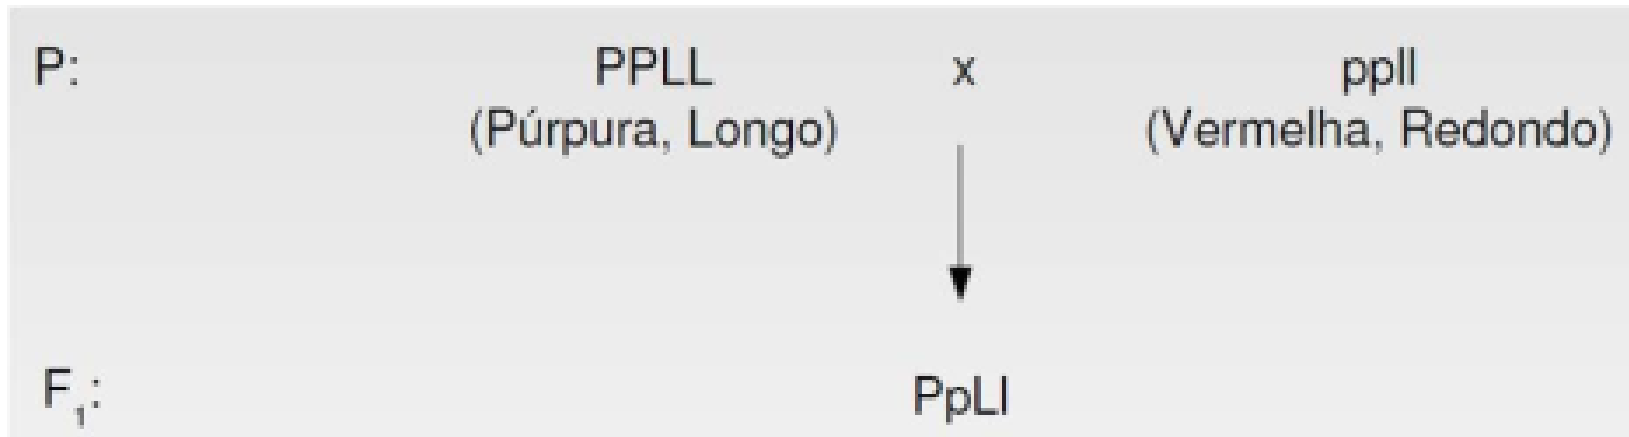 P: PPLL x ppll
(Púrpura, Longo) (Vermelha, Redondo)
F₁: PpLl